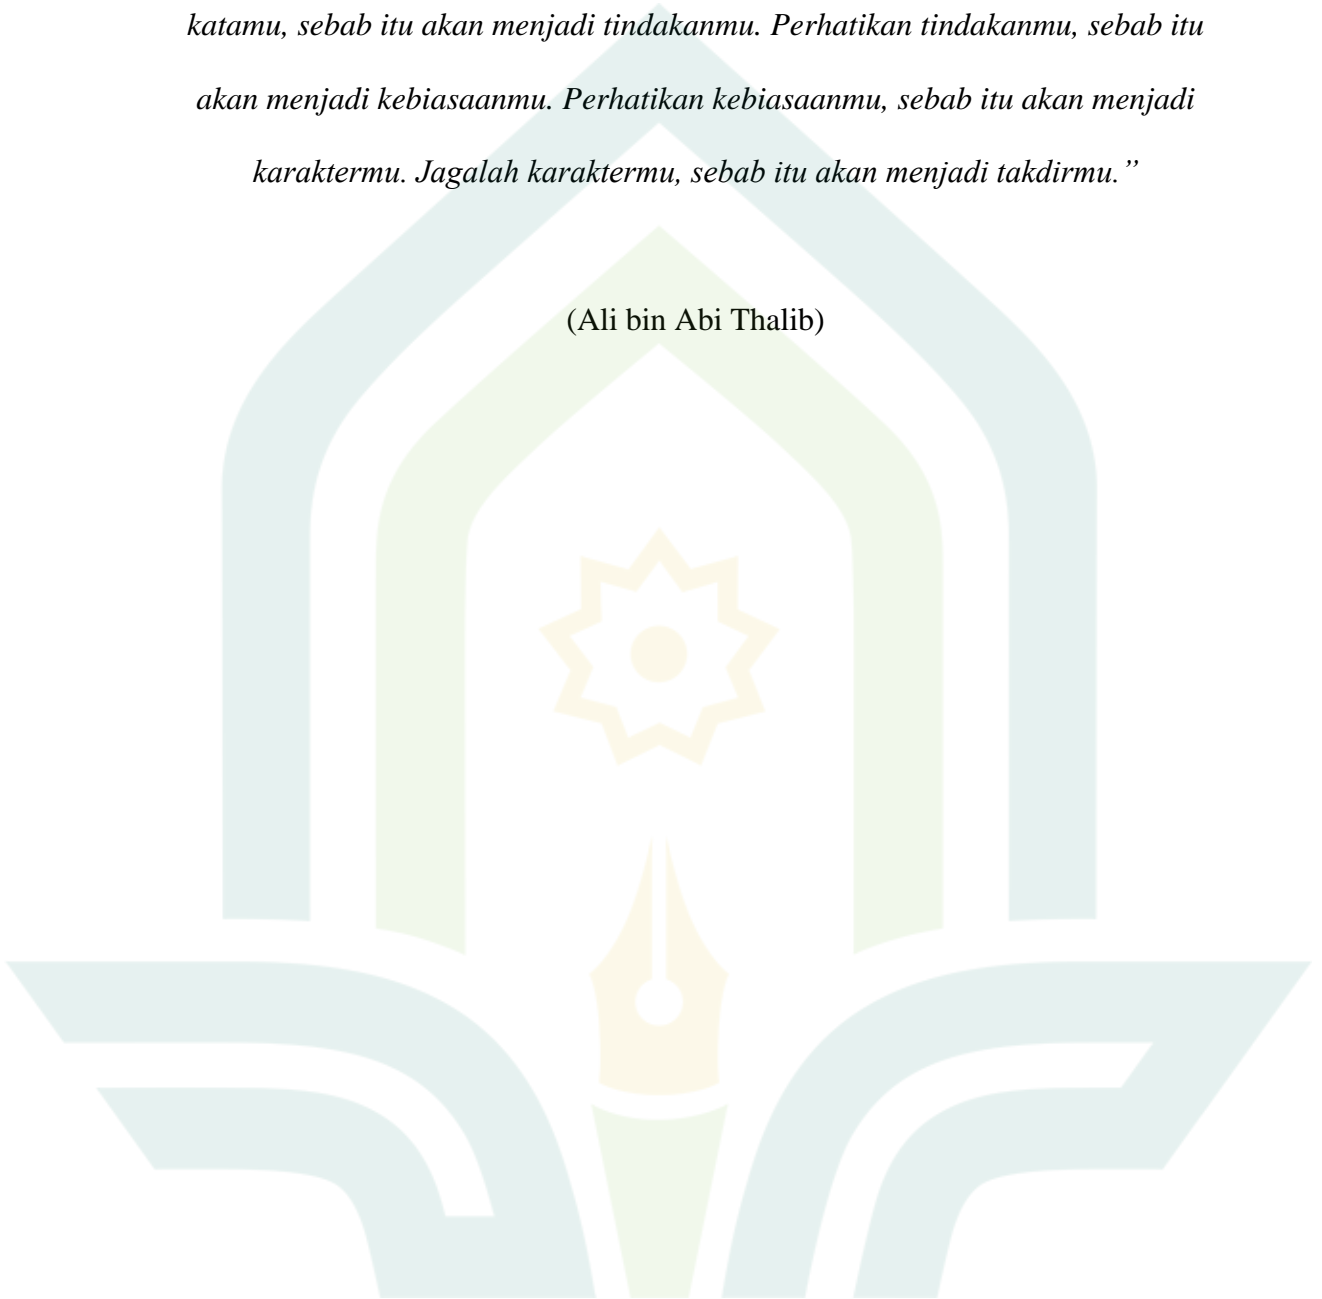 katamu, sebab itu akan menjadi tindakanmu. Perhatikan tindakanmu, sebab itu
akan menjadi kebiasaanmu. Perhatikan kebiasaanmu, sebab itu akan menjadi
karaktermu. Jagalah karaktermu, sebab itu akan menjadi takdirmu.”
(Ali bin Abi Thalib)